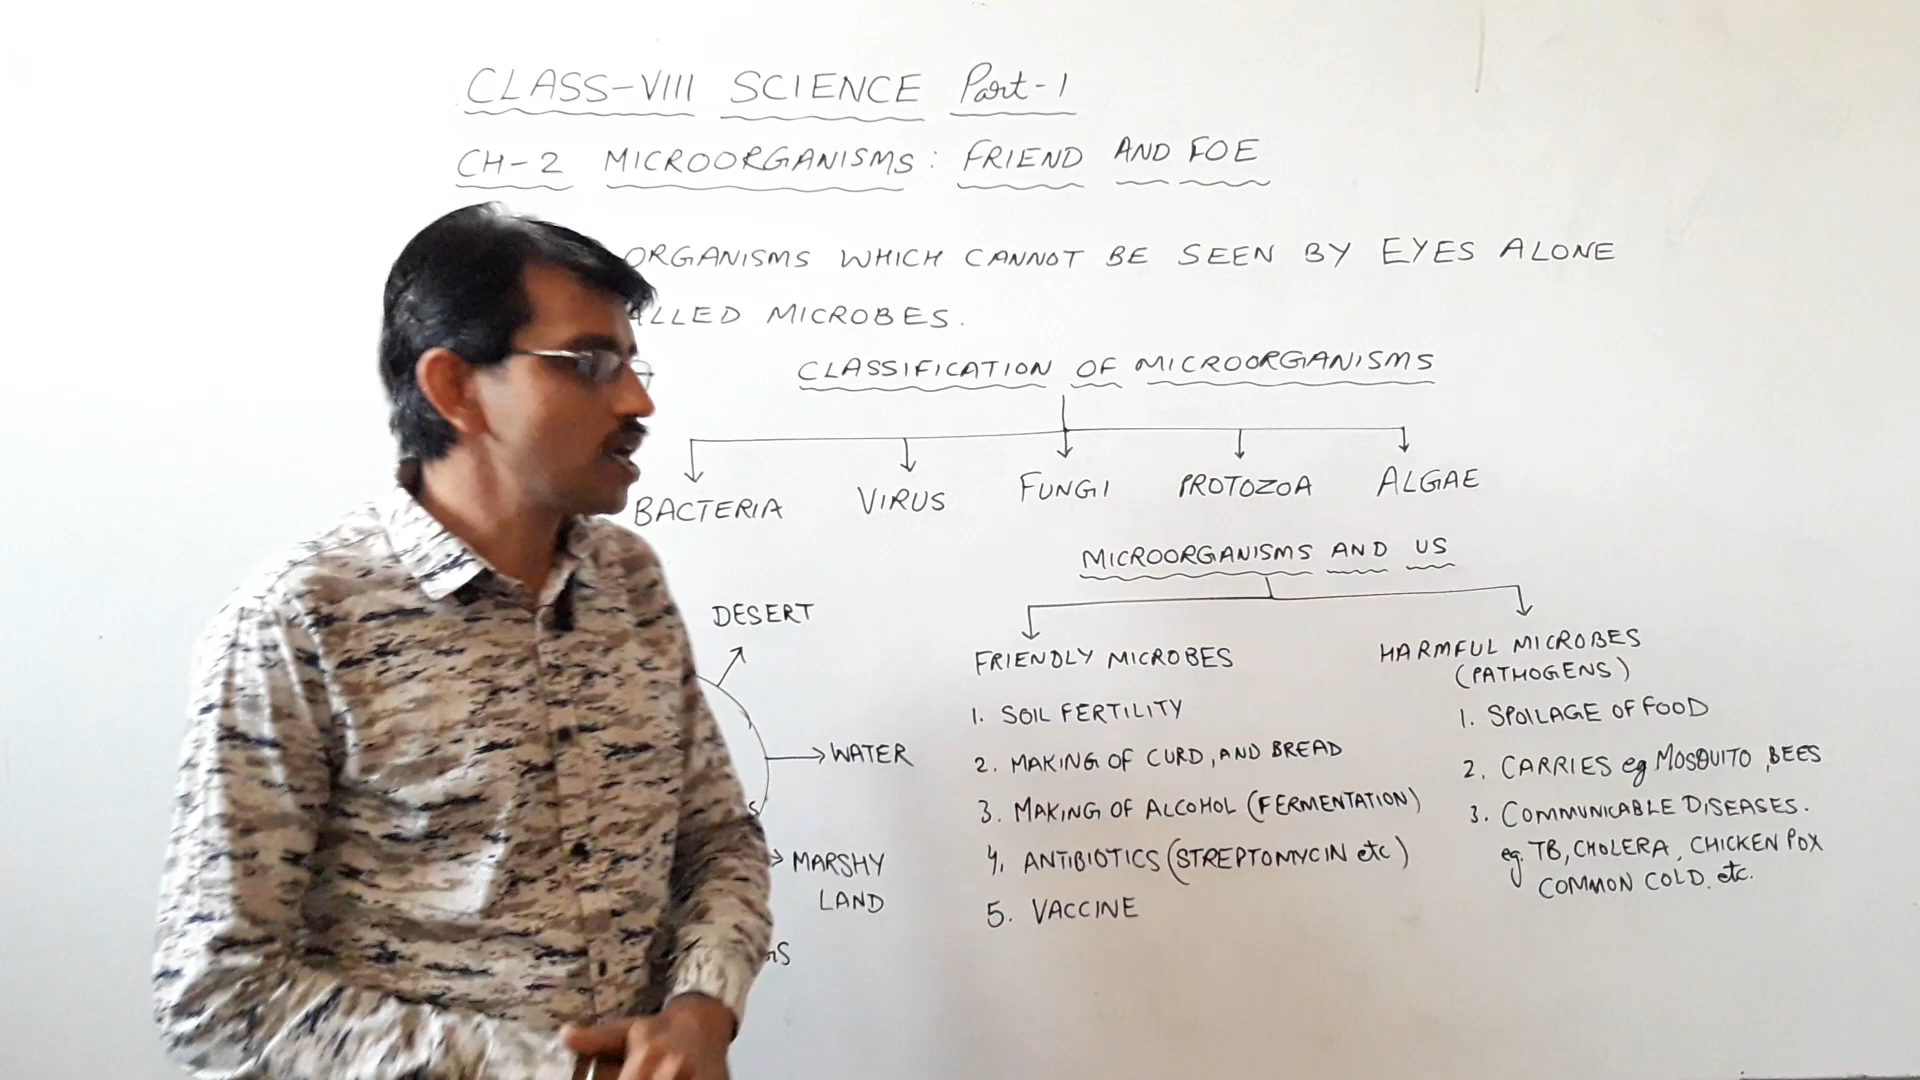 CLASS-VIII SCIENCE Part-1
CH-2 MICROORGANISMS: FRIEND AND FOE
ORGANISMS WHICH CANNOT BE SEEN BY EYES ALONE
ALLED MICROBES.
CLASSIFICATION OF MICROORGANISMS
BACTERIA VIRUS FUNGI PROTOZOA ALGAE
MICROORGANISMS AND US
DESERT
WATER
MARSHY
LAND
FRIENDLY MICROBES
1. SOIL FERTILITY
2. MAKING OF CURD, AND BREAD
3. MAKING OF ALCOHOL (FERMENTATION)
4. ANTIBIOTICS (STREPTOMYCIN etc)
5. VACCINE
HARMFUL MICROBES
(PATHOGENS)
1. SPOILAGE OF FOOD
2. CARRIES eg MOSQUITO, BEES
3. COMMUNICABLE DISEASES.
eg. TB, CHOLERA, CHICKEN POX
COMMON COLD. etc.